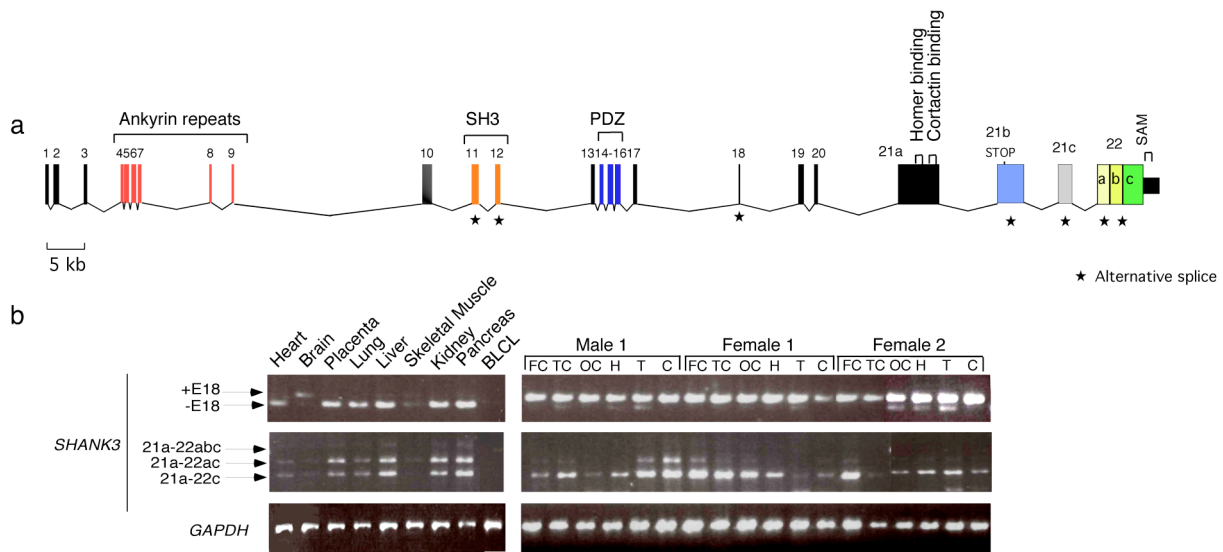 a
Ankyrin repeats
SH3
PDZ
Homer binding
Cortactin binding
SAM
1 2 3 4567 8 9 10 11 12 13 14-16 17 18 19 20 21a 21b 21c 22
STOP
a b c
5 kb
★ Alternative splice
b
Heart
Brain
Placenta
Lung
Liver
Skeletal Muscle
Kidney
Pancreas
BLCL
Male 1 Female 1 Female 2
FC TC OC H T C FC TC OC H T C FC TC OC H T C
+E18
-E18
SHANK3
21a-22abc
21a-22ac
21a-22c
GAPDH